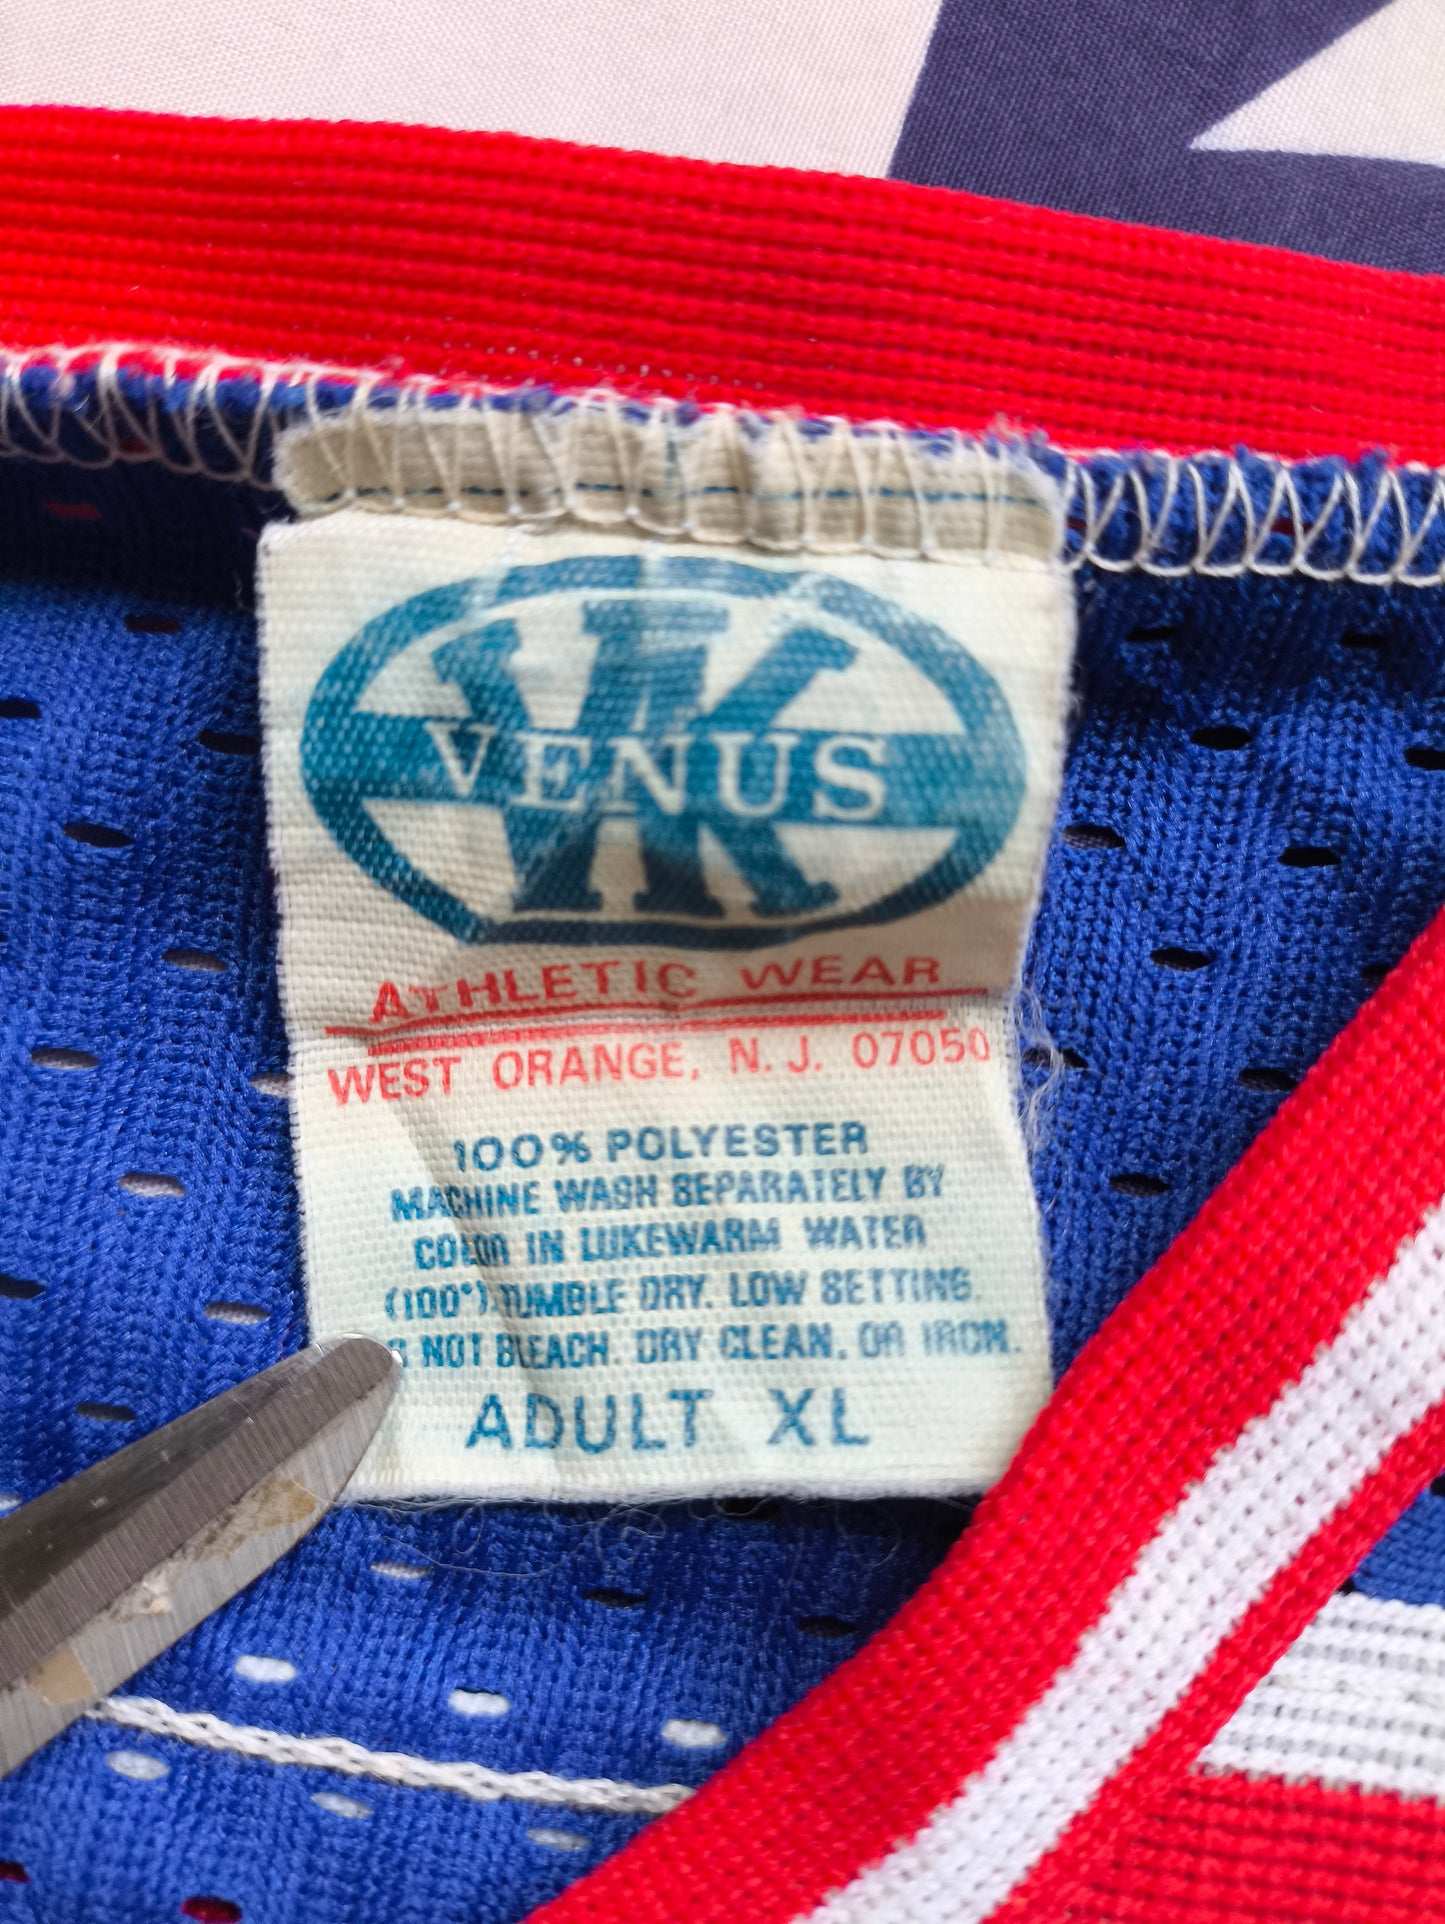 VK
VENUS
ATHLETIC WEAR
WEST ORANGE, N.J. 07050
100% POLYESTER
MACHINE WASH SEPARATELY BY
COLOR IN LUKEWARM WATER
(100°) TUMBLE DRY. LOW SETTING.
NOT BLEACH. DRY CLEAN. OR IRON.
ADULT XL